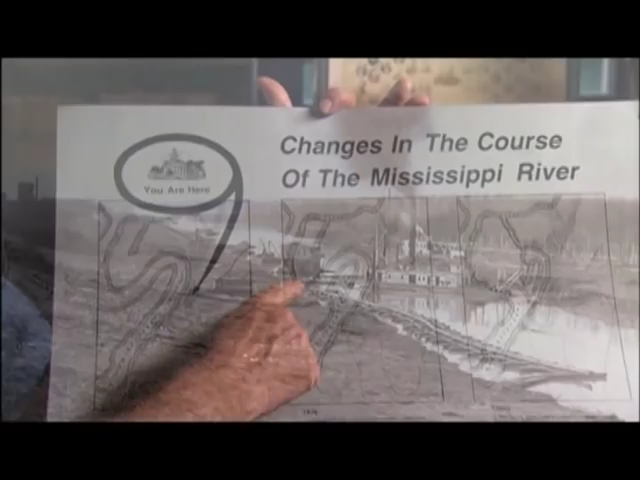 Changes In The Course
Of The Mississippi River
You Are Here